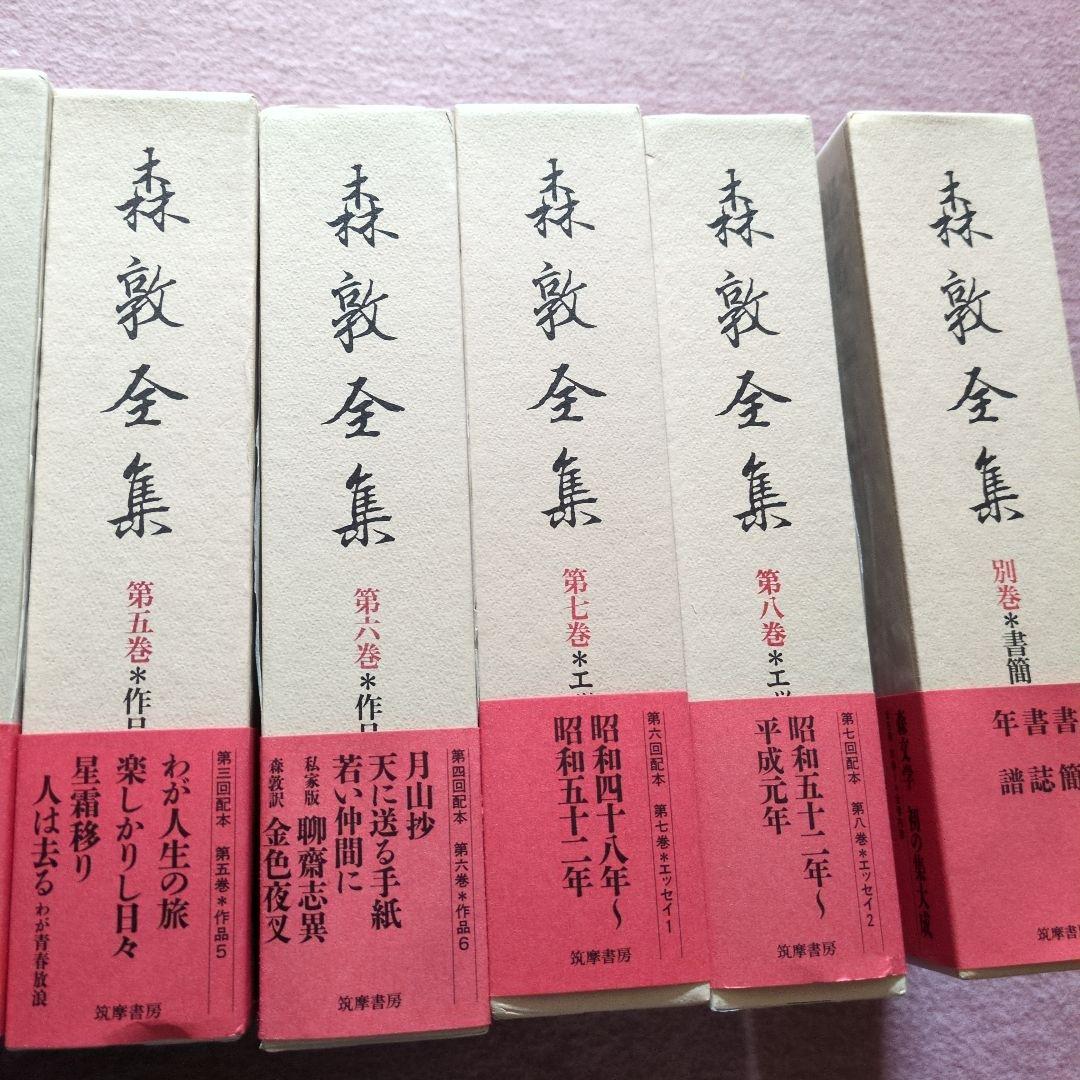 森敦全集
第五巻＊作品
第三回配本 第五巻＊作品5
わが人生の旅
楽しかりし日々
星霜移り
人は去る わが青春放浪
筑摩書房
森敦全集
第六巻＊作品
第四回配本 第六巻＊作品6
月山抄
天に送る手紙
若い仲間に
私家版 聊齋志異
森敦訳 金色夜叉
筑摩書房
森敦全集
第七巻＊エ
第六回配本 第七巻＊エッセイ1
昭和四十八年〜
昭和五十二年
筑摩書房
森敦全集
第八巻＊エ
第七回配本 第八巻＊エッセイ2
昭和五十二年〜
平成元年
筑摩書房
森敦全集
別巻＊書簡
書簡
書誌
年譜
筑摩書房
森文学 初の集大成